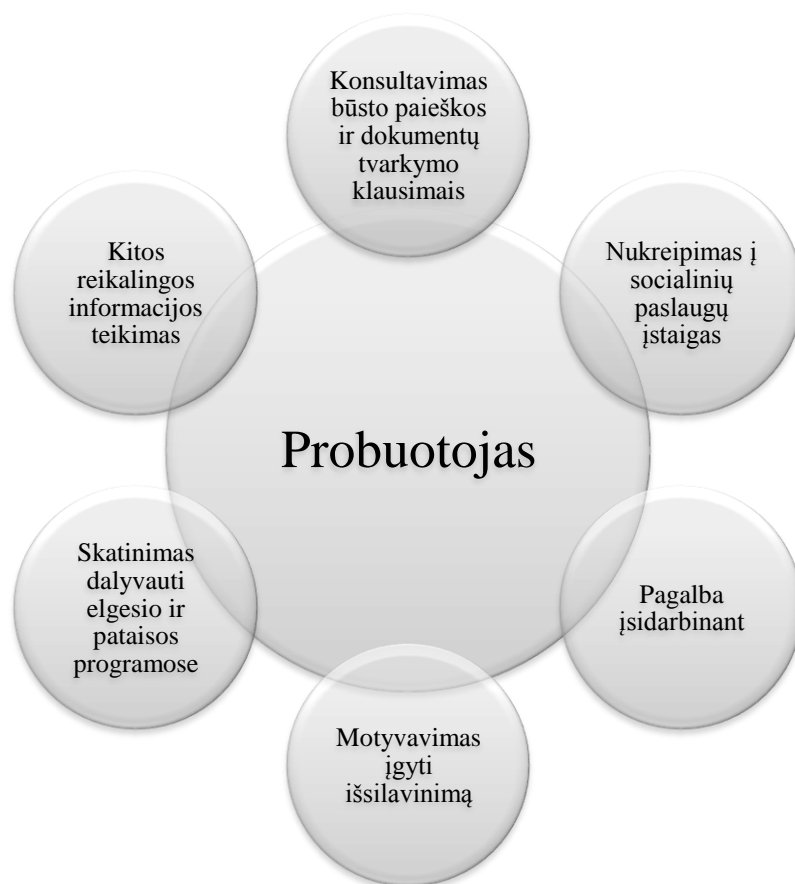 Konsultavimas
būsto paieškos
ir dokumentų
tvarkymo
klausimais
Nukreipimas į
socialinių
paslaugų
įstaigas
Pagalba
įsidarbinant
Motyvavimas
įgyti
išsilavinimą
Skatinimas
dalyvauti
elgesio ir
pataisos
programose
Kitos
reikalingos
informacijos
teikimas
Probuotojas